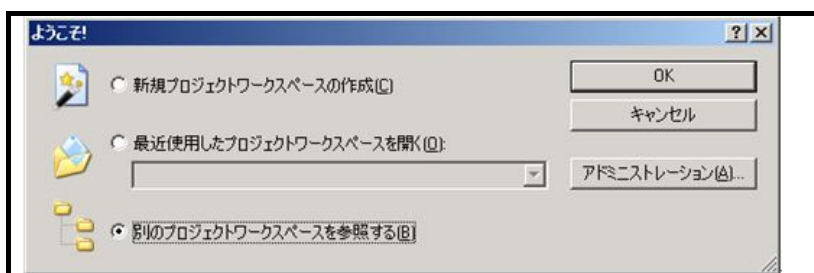 ようこそ!
新規プロジェクトワークスペースの作成(C)
OK
キャンセル
最近使用したプロジェクトワークスペースを開く(O):
アドミニストレーション(A)...
別のプロジェクトワークスペースを参照する(B)